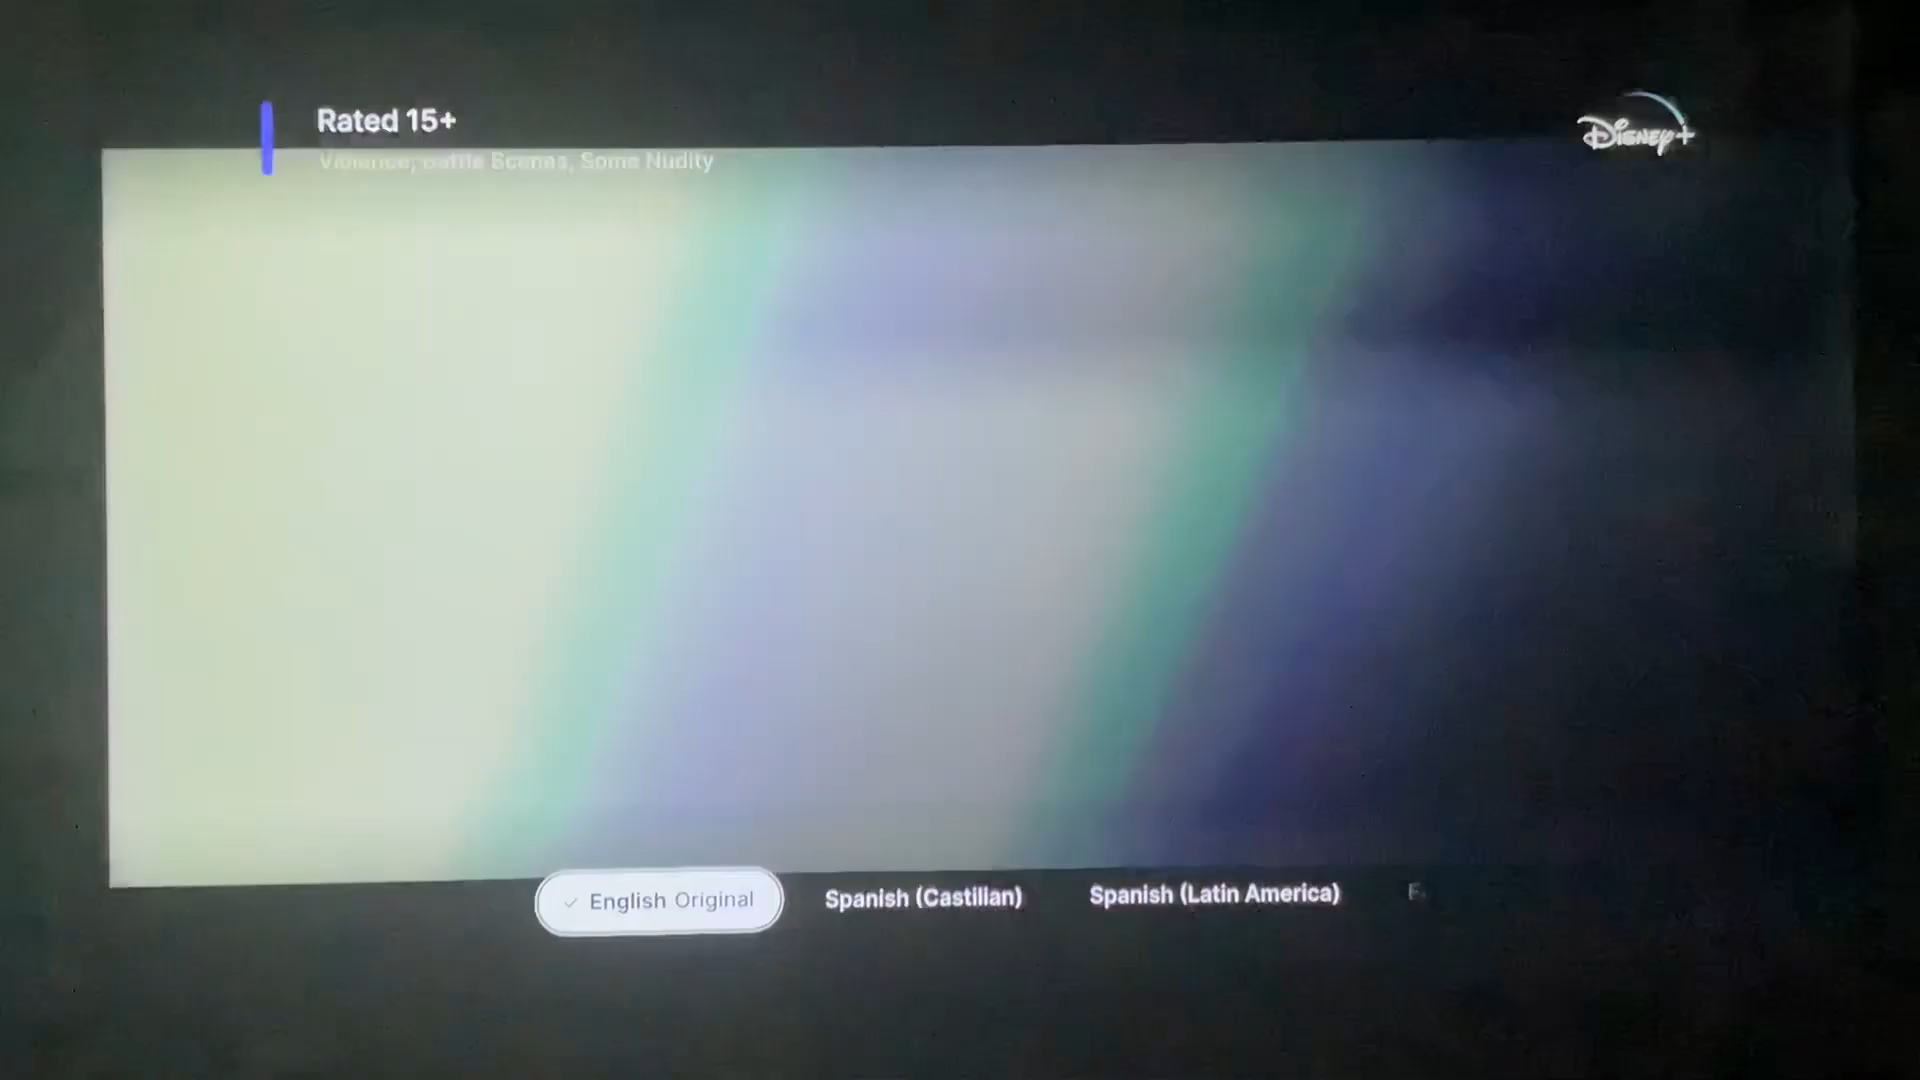 Rated 15+
Disney+
Violence, Battle Scenes, Some Nudity
English Original
Spanish (Castilian)
Spanish (Latin America)